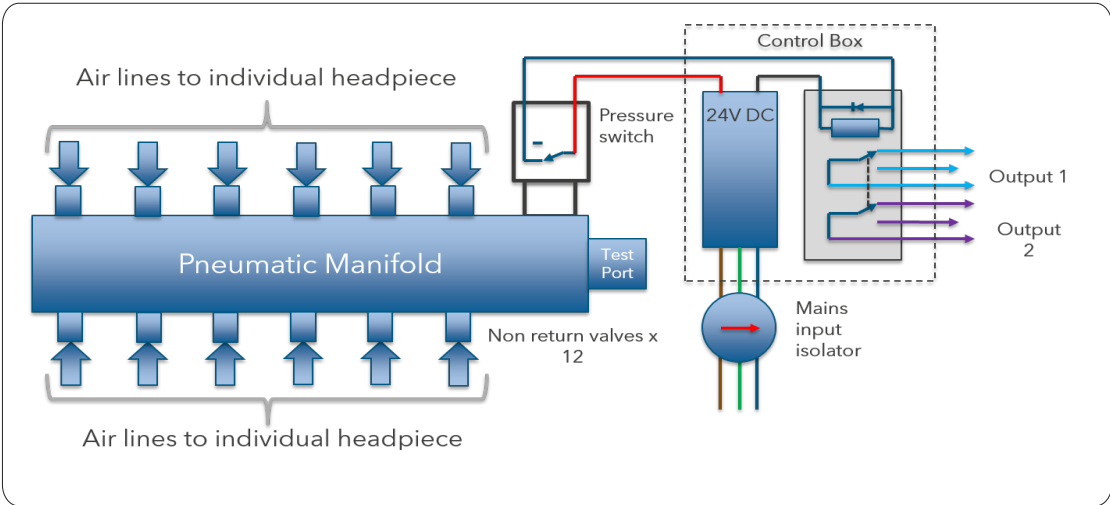 Control Box
Air lines to individual headpiece
Pressure
switch
24V DC
Output 1
Output
2
Pneumatic Manifold
Test
Port
Non return valves x
12
Mains
input
isolator
Air lines to individual headpiece